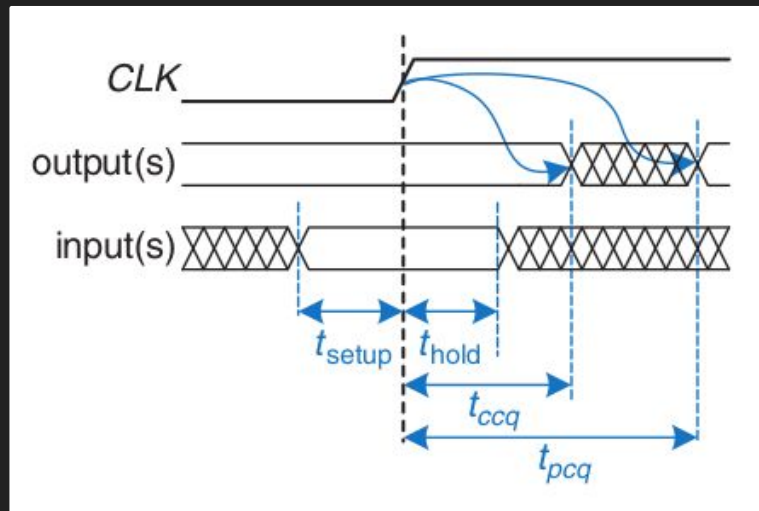 CLK
output(s)
input(s)
tsetup
thold
tccq
tpcq